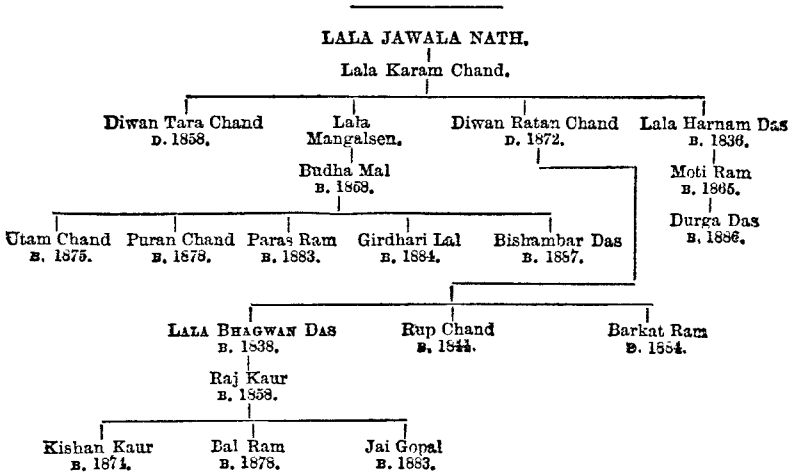 LALA JAWALA NATH.
Lala Karam Chand.
Diwan Tara Chand
D. 1858.
Lala
Mangalsen.
Diwan Ratan Chand
D. 1872.
Lala Harnam Das
B. 1836.
Budha Mal
B. 1858.
Moti Ram
B. 1865.
Durga Das
B. 1886.
Utam Chand
B. 1875.
Puran Chand
B. 1878.
Paras Ram
B. 1883.
Girdhari Lal
B. 1884.
Bishambar Das
B. 1887.
LALA BHAGWAN DAS
B. 1838.
Rup Chand
B. 1844.
Barkat Ram
D. 1884.
Raj Kaur
B. 1858.
Kishan Kaur
B. 1874.
Bal Ram
B. 1878.
Jai Gopal
B. 1883.